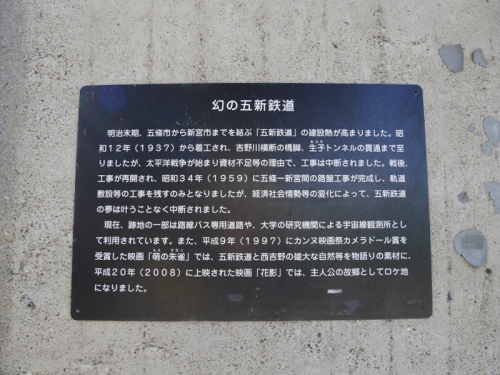 幻の五新鉄道
明治末期、五條市から新宮市までを結ぶ「五新鉄道」の建設熱が高まりました。昭
和12年（1937）から着工され、吉野川横断の橋脚、生子トンネルの貫通まで至
りましたが、太平洋戦争が始まり資材不足等の理由で、工事は中断されました。戦後、
工事が再開され、昭和34年（1959）に五條一新宮間の路盤工事が完成し、軌道
敷設等の工事を残すのみとなりましたが、経済社会情勢等の変化によって、五新鉄道
の夢は叶うことなく中断されました。
現在、跡地の一部は路線バス専用道路や、大学の研究機関による宇宙線観測所とし
て利用されています。また、平成9年（1997）にカンヌ映画祭カメラドール賞を
受賞した映画「萌の朱雀」では、五新鉄道と西吉野の雄大な自然等を物語りの素材に、
平成20年（2008）に上映された映画「花影」では、主人公の故郷としてロケ地
になりました。